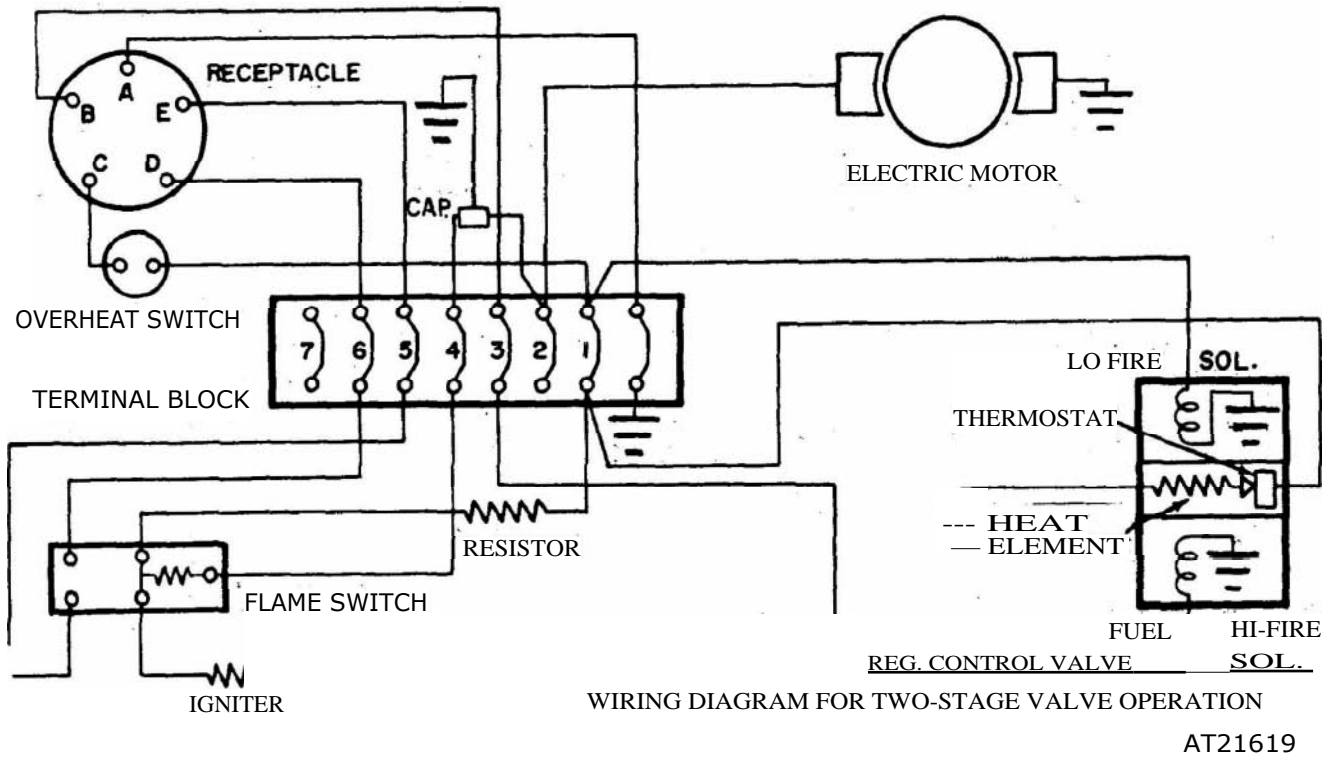 RECEPTACLE
A
B
E
C
D
CAP.
ELECTRIC MOTOR
OVERHEAT SWITCH
7 6 5 4 3 2 1
TERMINAL BLOCK
LO FIRE SOL.
THERMOSTAT
--- HEAT
— ELEMENT
RESISTOR
FLAME SWITCH
IGNITER
FUEL HI-FIRE
REG. CONTROL VALVE SOL.
WIRING DIAGRAM FOR TWO-STAGE VALVE OPERATION
AT21619